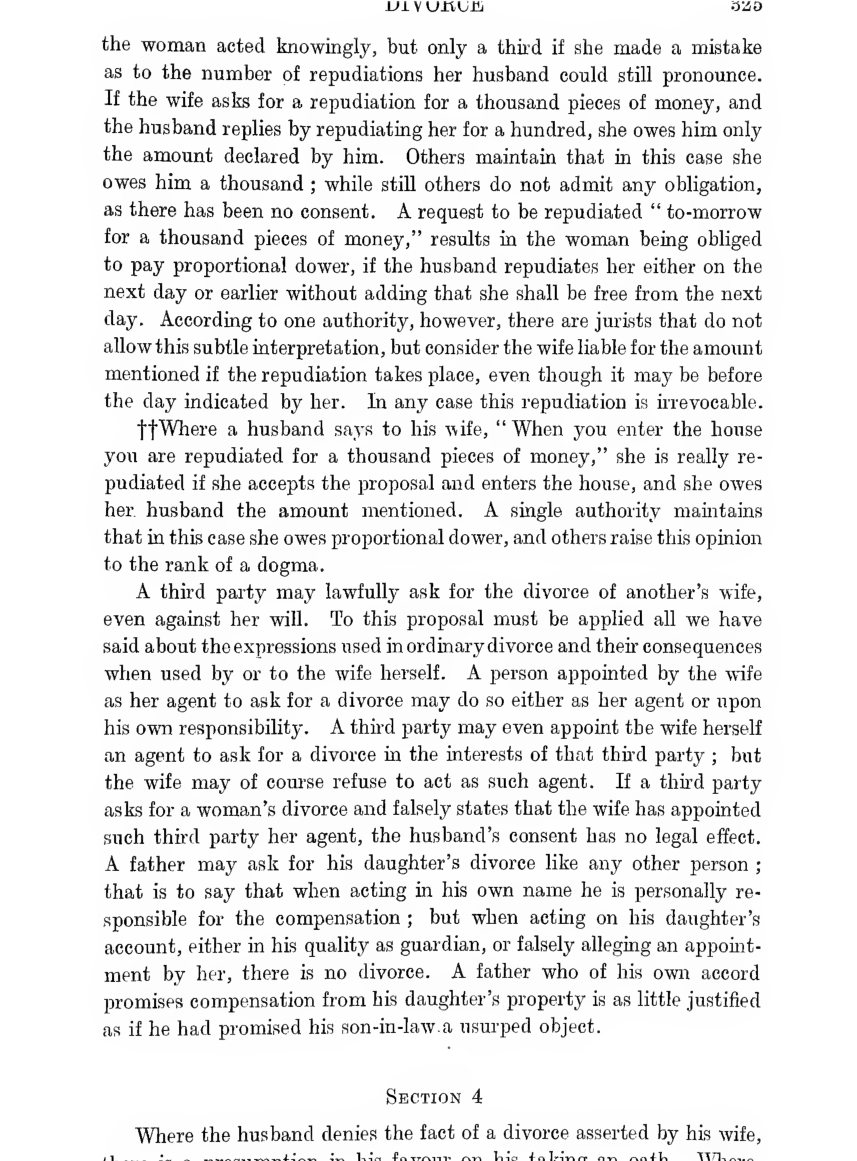 DIVORCE 325
the woman acted knowingly, but only a third if she made a mistake
as to the number of repudiations her husband could still pronounce.
If the wife asks for a repudiation for a thousand pieces of money, and
the husband replies by repudiating her for a hundred, she owes him only
the amount declared by him. Others maintain that in this case she
owes him a thousand ; while still others do not admit any obligation,
as there has been no consent. A request to be repudiated “ to-morrow
for a thousand pieces of money,” results in the woman being obliged
to pay proportional dower, if the husband repudiates her either on the
next day or earlier without adding that she shall be free from the next
day. According to one authority, however, there are jurists that do not
allow this subtle interpretation, but consider the wife liable for the amount
mentioned if the repudiation takes place, even though it may be before
the day indicated by her. In any case this repudiation is irrevocable.
††Where a husband says to his wife, “ When you enter the house
you are repudiated for a thousand pieces of money,” she is really re-
pudiated if she accepts the proposal and enters the house, and she owes
her. husband the amount mentioned. A single authority maintains
that in this case she owes proportional dower, and others raise this opinion
to the rank of a dogma.
A third party may lawfully ask for the divorce of another’s wife,
even against her will. To this proposal must be applied all we have
said about the expressions used in ordinary divorce and their consequences
when used by or to the wife herself. A person appointed by the wife
as her agent to ask for a divorce may do so either as her agent or upon
his own responsibility. A third party may even appoint the wife herself
an agent to ask for a divorce in the interests of that third party ; but
the wife may of course refuse to act as such agent. If a third party
asks for a woman’s divorce and falsely states that the wife has appointed
such third party her agent, the husband’s consent has no legal effect.
A father may ask for his daughter’s divorce like any other person ;
that is to say that when acting in his own name he is personally re-
sponsible for the compensation ; but when acting on his daughter’s
account, either in his quality as guardian, or falsely alleging an appoint-
ment by her, there is no divorce. A father who of his own accord
promises compensation from his daughter’s property is as little justified
as if he had promised his son-in-law a usurped object.
SECTION 4
Where the husband denies the fact of a divorce asserted by his wife,
there is a presumption in his favour on his taking an oath. Where